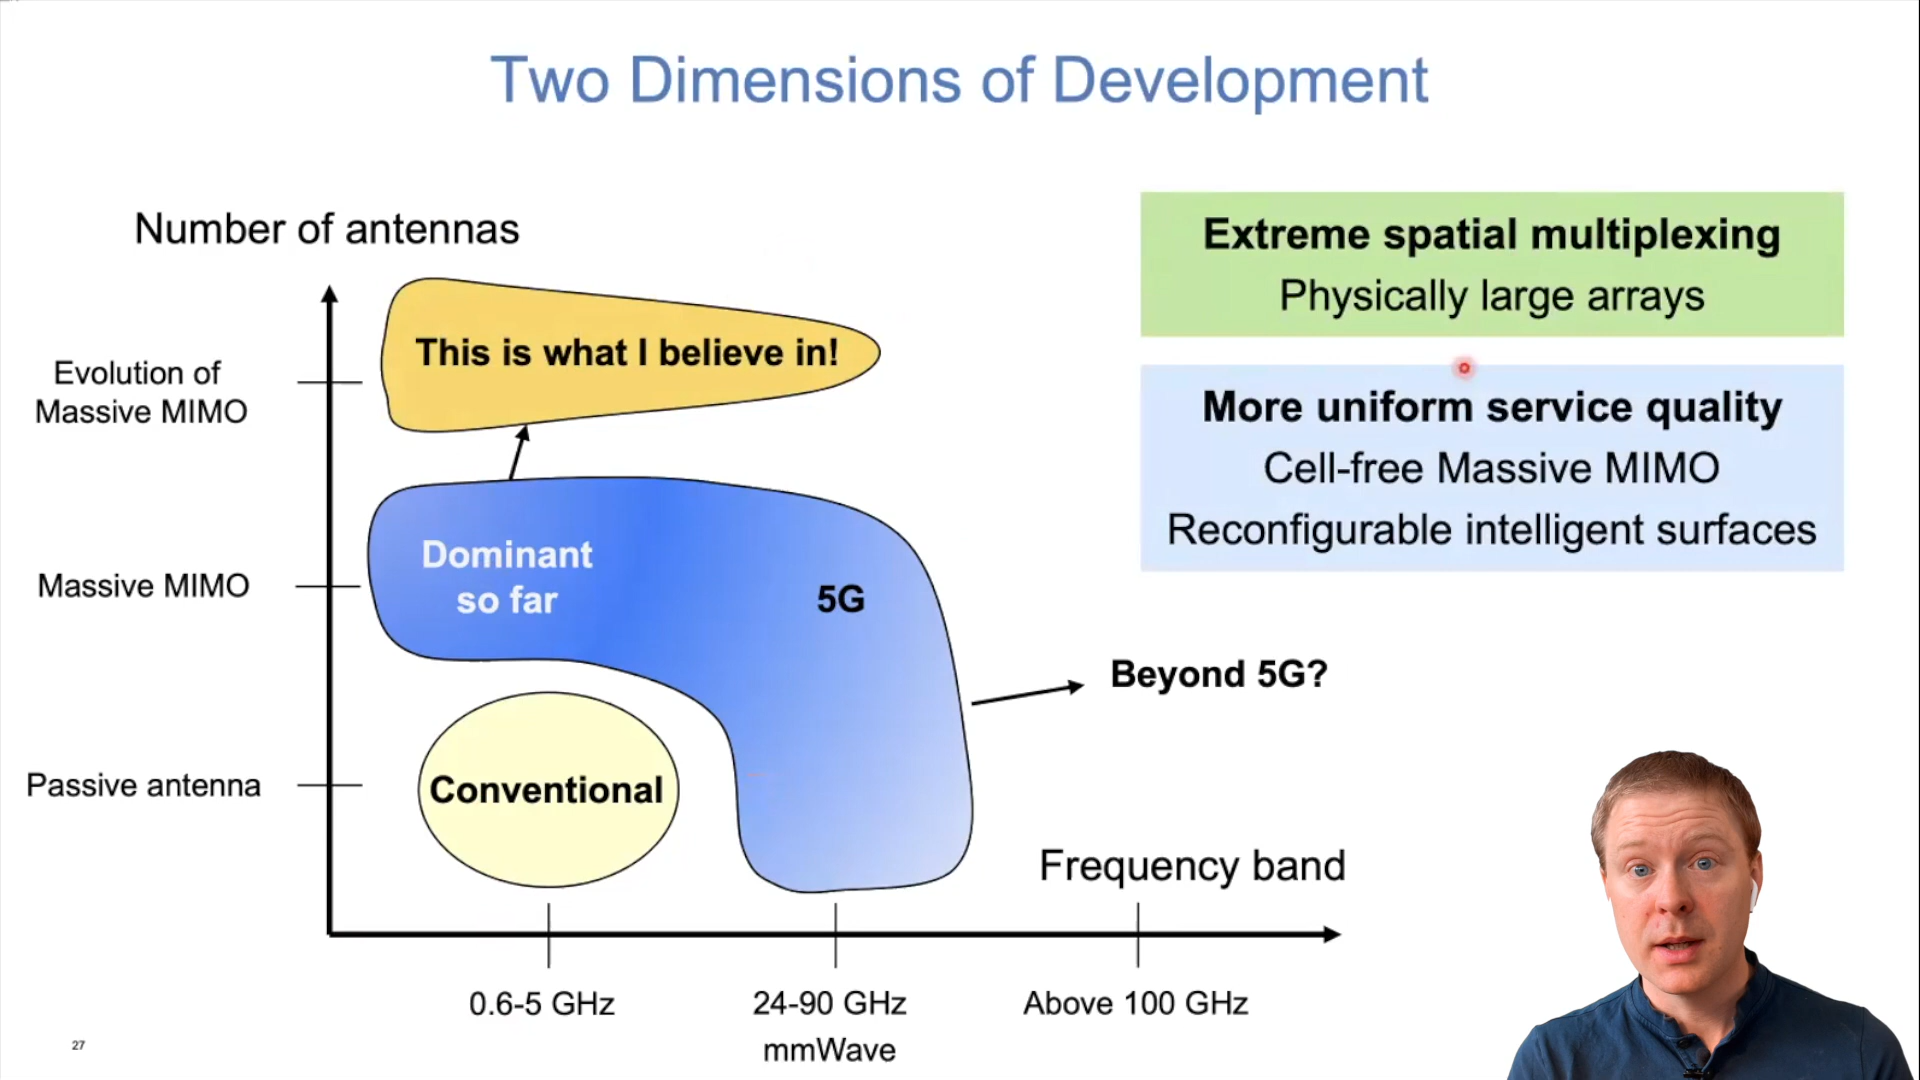 Two Dimensions of Development
Number of antennas
Evolution of
Massive MIMO
Massive MIMO
Passive antenna
This is what I believe in!
Dominant
so far
5G
Conventional
Beyond 5G?
Frequency band
0.6-5 GHz
24-90 GHz
mmWave
Above 100 GHz
Extreme spatial multiplexing
Physically large arrays
More uniform service quality
Cell-free Massive MIMO
Reconfigurable intelligent surfaces
27